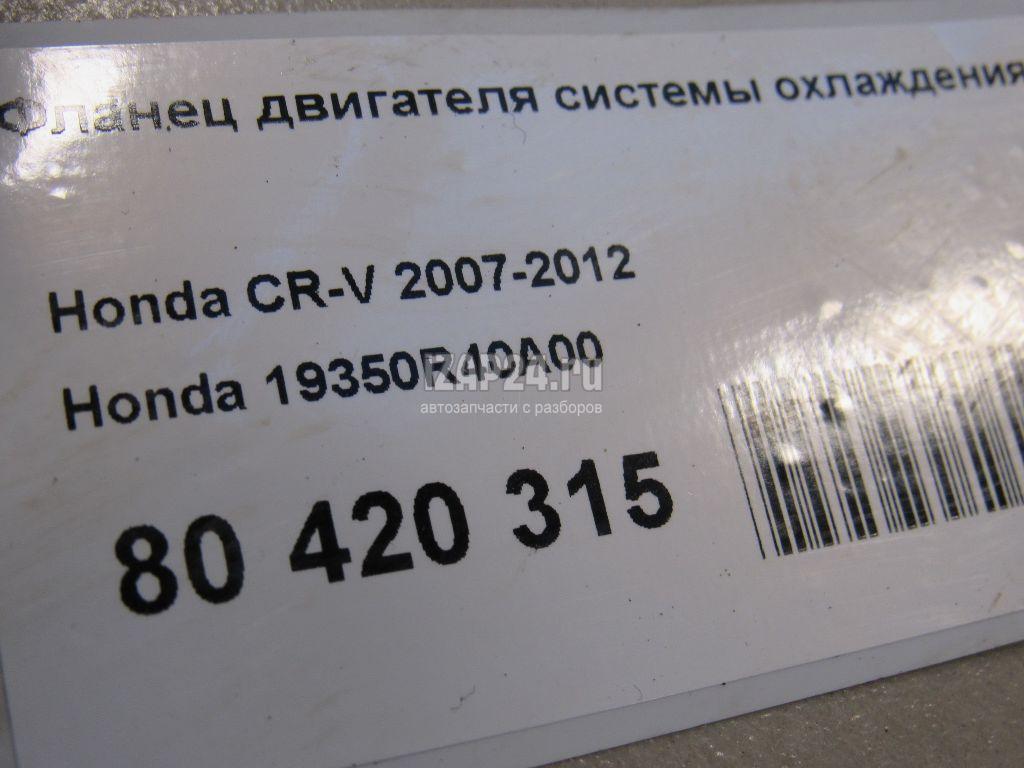 Фланец двигателя системы охлаждения
Honda CR-V 2007-2012
Honda 19350R40A00
IZAP24.ru
автозапчасти с разборов
80 420 315